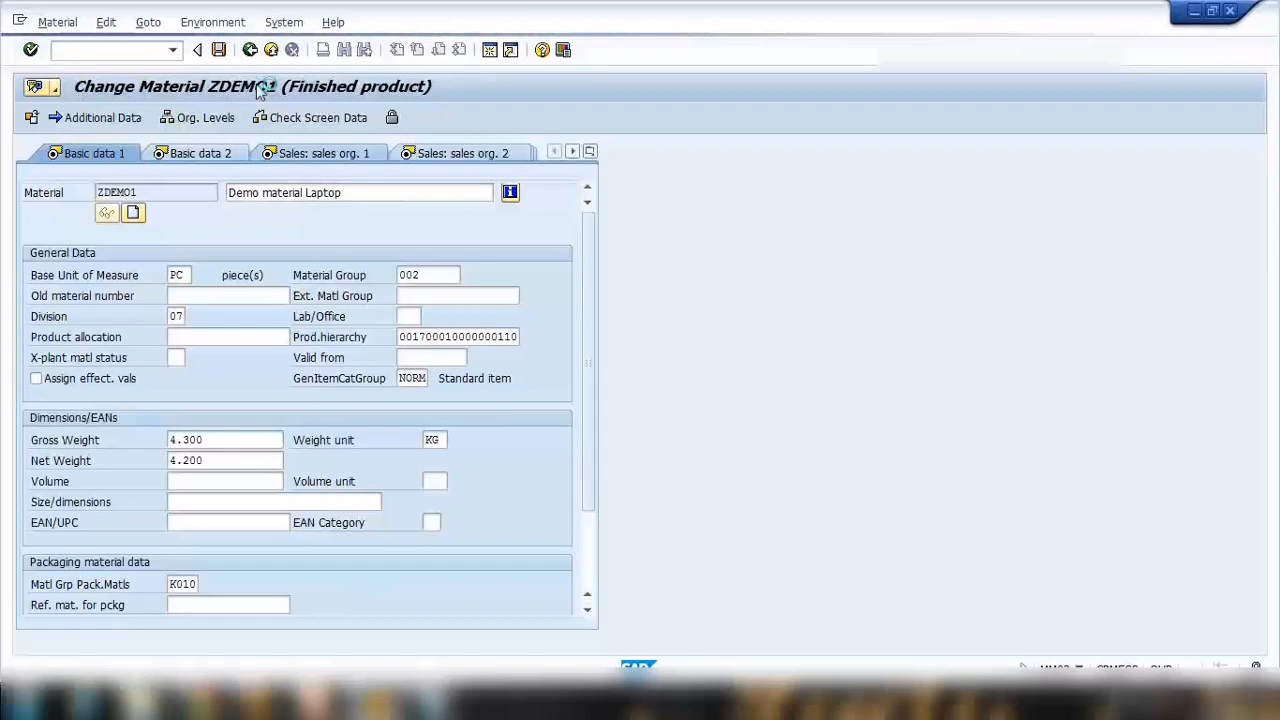 Material Edit Goto Environment System Help
Change Material ZDEMO1 (Finished product)
Additional Data Org. Levels Check Screen Data
Basic data 1 Basic data 2 Sales: sales org. 1 Sales: sales org. 2
Material ZDEMO1 Demo material Laptop
General Data
Base Unit of Measure PC piece(s) Material Group 002
Old material number Ext. Matl Group
Division 07 Lab/Office
Product allocation Prod.hierarchy 001700010000000110
X-plant matl status Valid from
Assign effect. vals GenItemCatGroup NORM Standard item
Dimensions/EANs
Gross Weight 4.300 Weight unit KG
Net Weight 4.200
Volume Volume unit
Size/dimensions
EAN/UPC EAN Category
Packaging material data
Matl Grp Pack.Matls K010
Ref. mat. for pckg